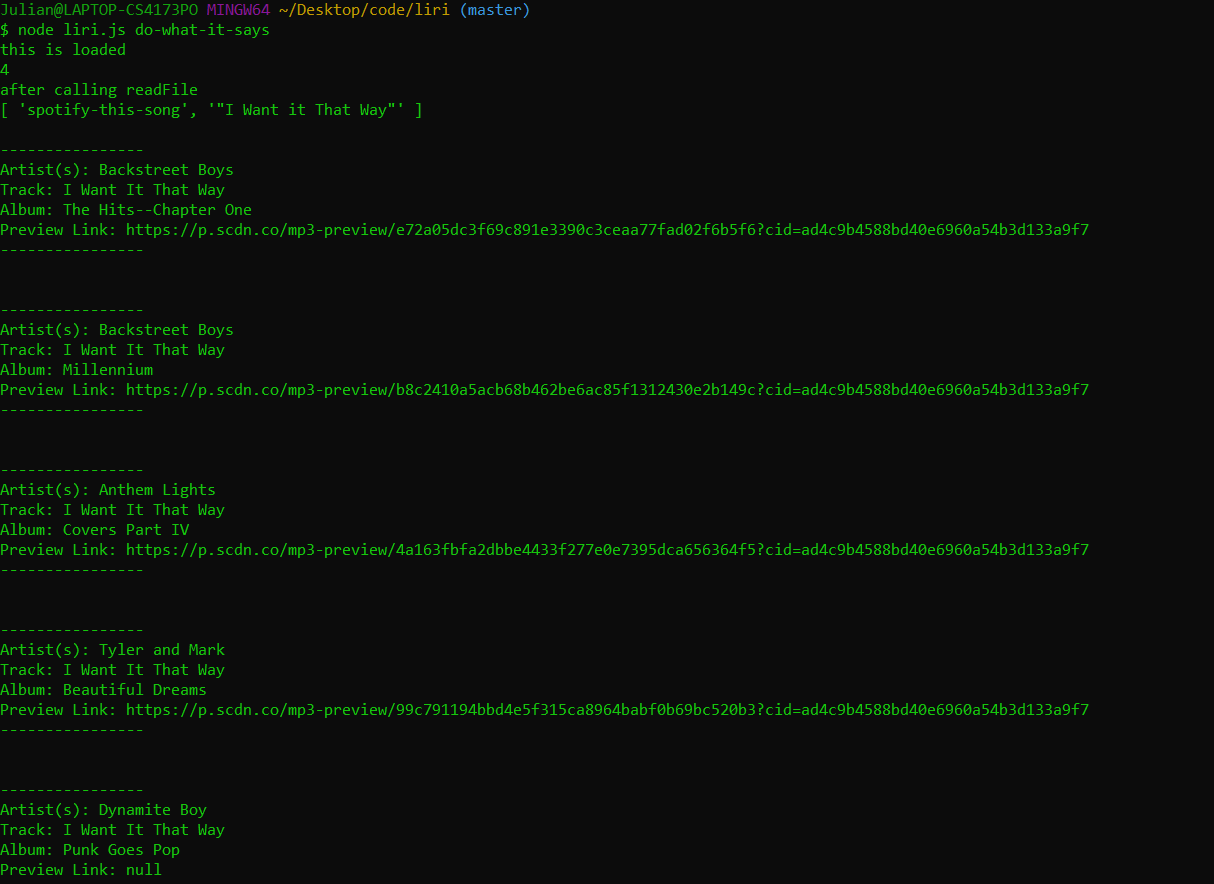 Julian@LAPTOP-CS4173PO MINGW64 ~/Desktop/code/liri (master)
$ node liri.js do-what-it-says
this is loaded
4
after calling readFile
[ 'spotify-this-song', '"I Want it That Way"' ]
----------------
Artist(s): Backstreet Boys
Track: I Want It That Way
Album: The Hits--Chapter One
Preview Link: https://p.scdn.co/mp3-preview/e72a05dc3f69c891e3390c3ceaa77fad02f6b5f6?cid=ad4c9b4588bd40e6960a54b3d133a9f7
----------------
----------------
Artist(s): Backstreet Boys
Track: I Want It That Way
Album: Millennium
Preview Link: https://p.scdn.co/mp3-preview/b8c2410a5acb68b462be6ac85f1312430e2b149c?cid=ad4c9b4588bd40e6960a54b3d133a9f7
----------------
----------------
Artist(s): Anthem Lights
Track: I Want It That Way
Album: Covers Part IV
Preview Link: https://p.scdn.co/mp3-preview/4a163fbfa2dbbe4433f277e0e7395dca656364f5?cid=ad4c9b4588bd40e6960a54b3d133a9f7
----------------
----------------
Artist(s): Tyler and Mark
Track: I Want It That Way
Album: Beautiful Dreams
Preview Link: https://p.scdn.co/mp3-preview/99c791194bbd4e5f315ca8964babf0b69bc520b3?cid=ad4c9b4588bd40e6960a54b3d133a9f7
----------------
----------------
Artist(s): Dynamite Boy
Track: I Want It That Way
Album: Punk Goes Pop
Preview Link: null